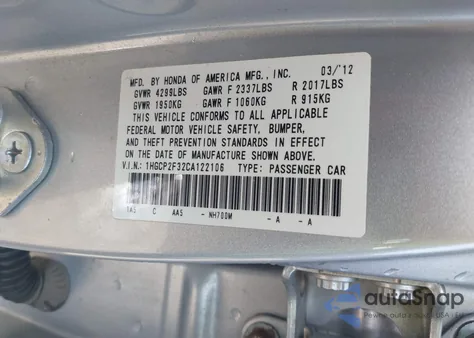 MFD. BY HONDA OF AMERICA MFG., INC. 03/'12
GVWR 4299LBS GAWR F 2337LBS R 2017LBS
GVWR 1950KG GAWR F 1060KG R 915KG
THIS VEHICLE CONFORMS TO ALL APPLICABLE
FEDERAL MOTOR VEHICLE SAFETY, BUMPER,
AND THEFT PREVENTION STANDARDS IN EFFECT
ON THE DATE OF MANUFACTURE SHOWN ABOVE.
V.I.N.: 1HGCP2F32CA122106 TYPE: PASSENGER CAR
C AAS - NH700M - A - A
autoSnap